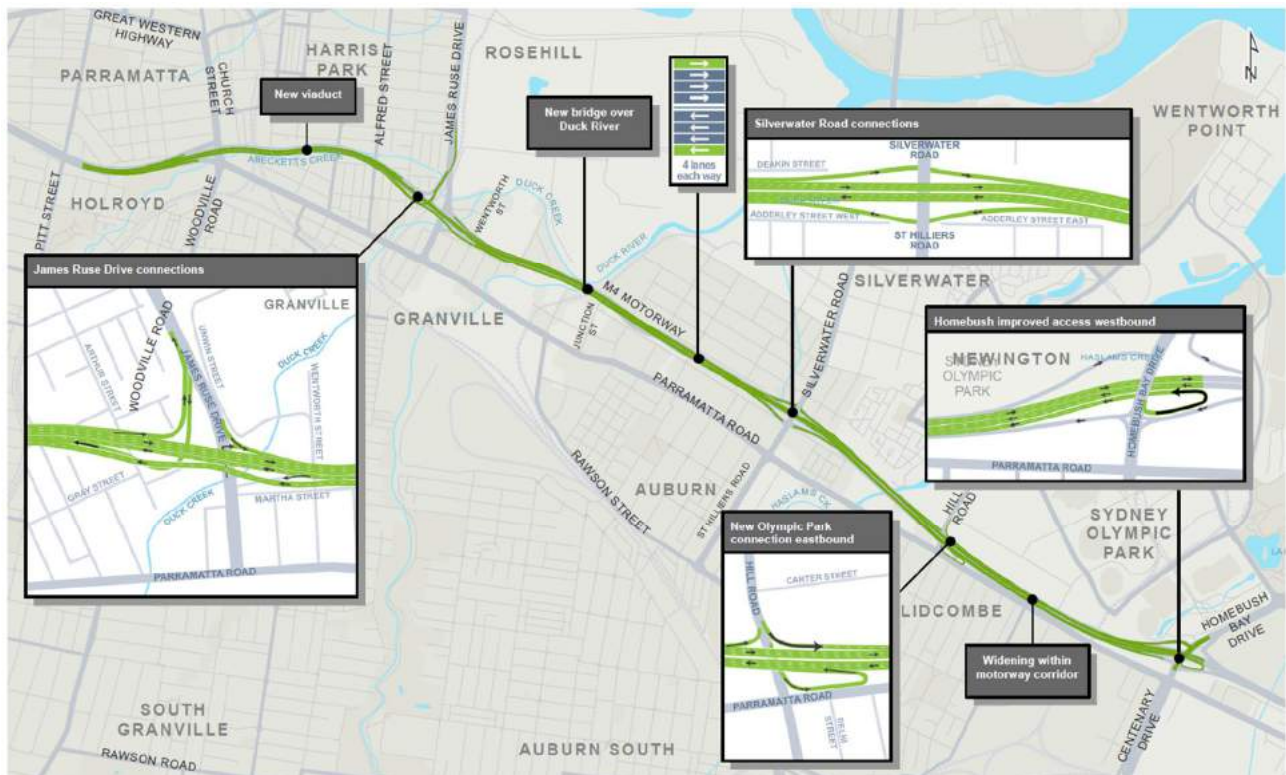 GREAT WESTERN
HIGHWAY
PARRAMATTA
CHURCH
STREET
HARRIS
PARK
ALFRED STREET
JAMES RUSE DRIVE
ROSEHILL
WENTWORTH
POINT
New viaduct
New bridge over
Duck River
4 lanes
each way
N
ABECKETTS CREEK
PITT STREET
HOLROYD
WOODVILLE
ROAD
WENTWORTH
ST
DUCK CREEK
DUCK RIVER
M4 MOTORWAY
JUNCTION
ST
GRANVILLE
PARRAMATTA ROAD
SILVERWATER
SILVERWATER ROAD
Silverwater Road connections
SILVERWATER
ROAD
DEAKIN STREET
ADDERLEY STREET WEST
ADDERLEY STREET EAST
ST HILLIERS
ROAD
James Ruse Drive connections
GRANVILLE
WOODVILLE ROAD
ARTHUR STREET
UNWIN STREET
JAMES RUSE DRIVE
DUCK CREEK
WENTWORTH STREET
GRAY STREET
DUCK CREEK
MARTHA STREET
PARRAMATTA ROAD
Homebush improved access westbound
NEWINGTON
OLYMPIC
PARK
HASLAMS CREEK
HOMEBUSH BAY DRIVE
PARRAMATTA ROAD
RAWSON STREET
AUBURN
ST HILLIERS ROAD
HASLAMS CK
HILL
ROAD
SYDNEY
OLYMPIC
PARK
New Olympic Park
connection eastbound
HILL ROAD
CARTER STREET
PARRAMATTA ROAD
DELHI
STREET
LIDCOMBE
Widening within
motorway corridor
HOMEBUSH
BAY
DRIVE
CENTENARY
DRIVE
SOUTH
GRANVILLE
RAWSON ROAD
AUBURN SOUTH